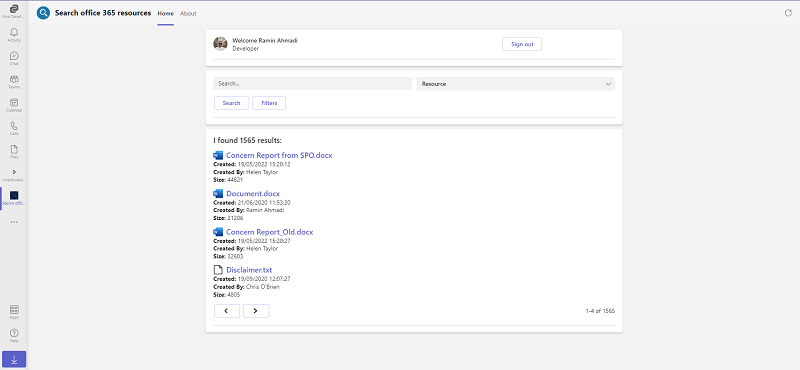 Viva Devel...
Search office 365 resources
Home
About
Activity
Chat
Teams
Calendar
Calls
Files
Search offic...
Apps
Help
Welcome Ramin Ahmadi
Developer
Sign out
Search...
Resource
Search
Filters
I found 1565 results:
Concern Report from SPO.docx
Created: 19/05/2022 15:20:12
Created By: Helen Taylor
Size: 44821
Document.docx
Created: 21/06/2020 11:53:20
Created By: Ramin Ahmadi
Size: 21206
Concern Report_Old.docx
Created: 19/05/2022 15:20:27
Created By: Helen Taylor
Size: 32603
Disclaimer.txt
Created: 19/09/2020 12:07:27
Created By: Chris O'Brien
Size: 4805
1-4 of 1565